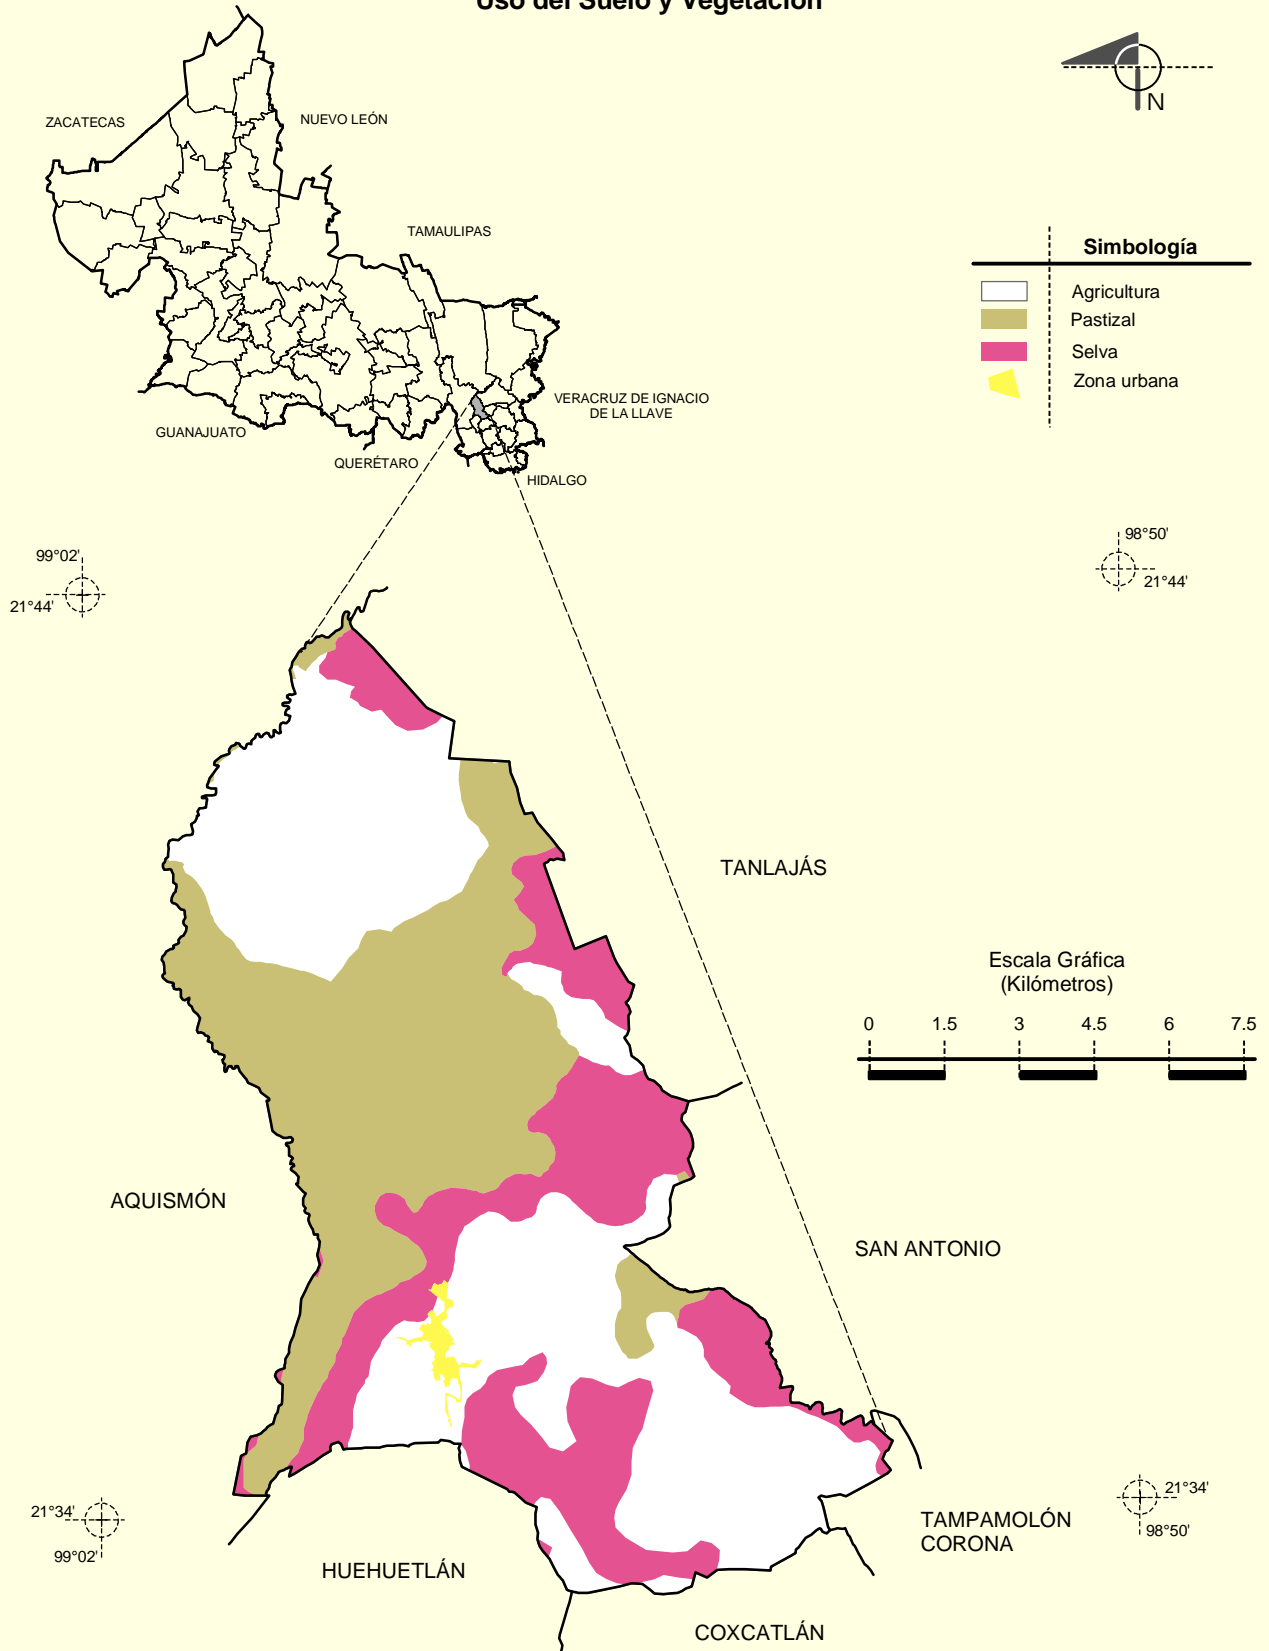 Uso del Suelo y Vegetación
N
ZACATECAS
NUEVO LEÓN
TAMAULIPAS
VERACRUZ DE IGNACIO
DE LA LLAVE
GUANAJUATO
QUERÉTARO
HIDALGO
Simbología
Agricultura
Pastizal
Selva
Zona urbana
99°02'
21°44'
98°50'
21°44'
TANLAJÁS
Escala Gráfica
(Kilómetros)
0 1.5 3 4.5 6 7.5
AQUISMÓN
SAN ANTONIO
21°34'
99°02'
21°34'
98°50'
TAMPAMOLÓN
CORONA
HUEHUETLÁN
COXCATLÁN